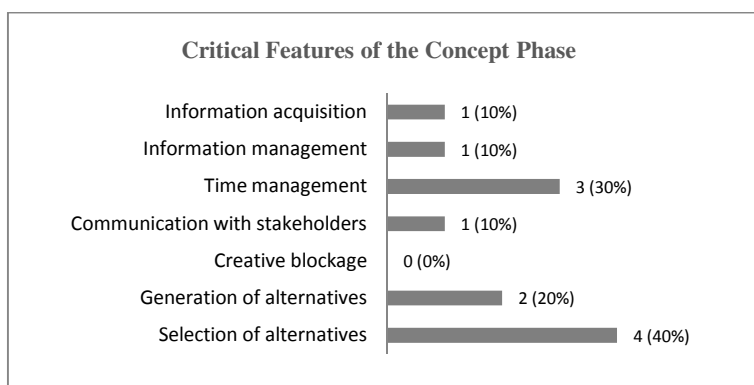 Critical Features of the Concept Phase
Information acquisition 1 (10%)
Information management 1 (10%)
Time management 3 (30%)
Communication with stakeholders 1 (10%)
Creative blockage 0 (0%)
Generation of alternatives 2 (20%)
Selection of alternatives 4 (40%)